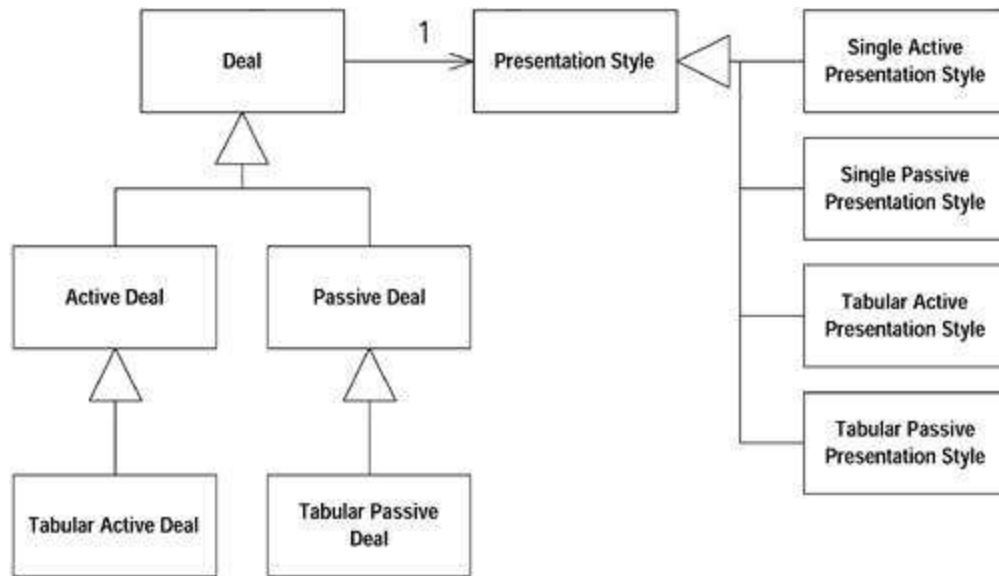 Deal
1
Presentation Style
Single Active
Presentation Style
Single Passive
Presentation Style
Active Deal
Passive Deal
Tabular Active
Presentation Style
Tabular Passive
Presentation Style
Tabular Active Deal
Tabular Passive
Deal